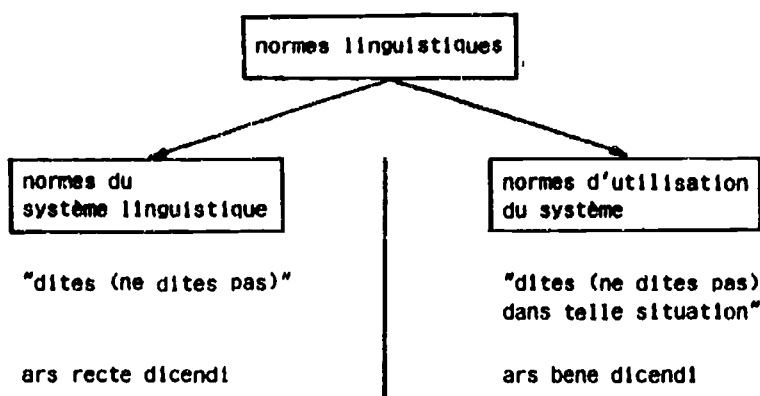 normes linguistiques
normes du
système linguistique
"dites (ne dites pas)"
ars recte dicendi
normes d'utilisation
du système
"dites (ne dites pas)
dans telle situation"
ars bene dicendi